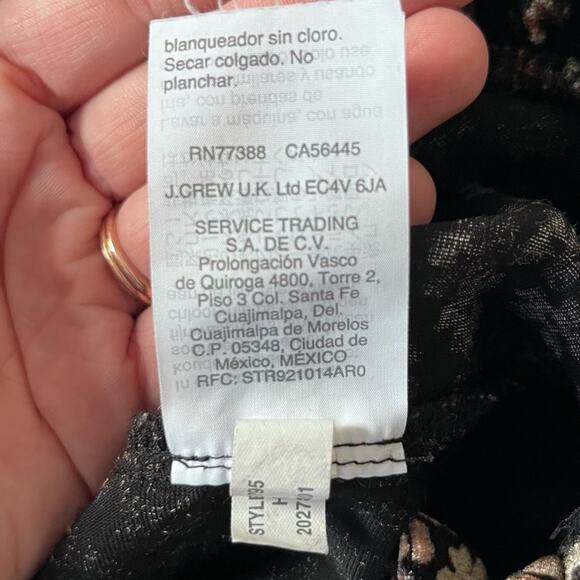 blanqueador sin cloro.
Secar colgado. No
planchar.
RN77388 CA56445
J.CREW U.K. Ltd EC4V 6JA
SERVICE TRADING
S.A. DE C.V.
Prolongación Vasco
de Quiroga 4800, Torre 2,
Piso 3 Col. Santa Fe
Cuajimalpa, Del.
Cuajimalpa de Morelos
C.P. 05348, Ciudad de
México, MÉXICO
RFC: STR921014AR0
H
202701